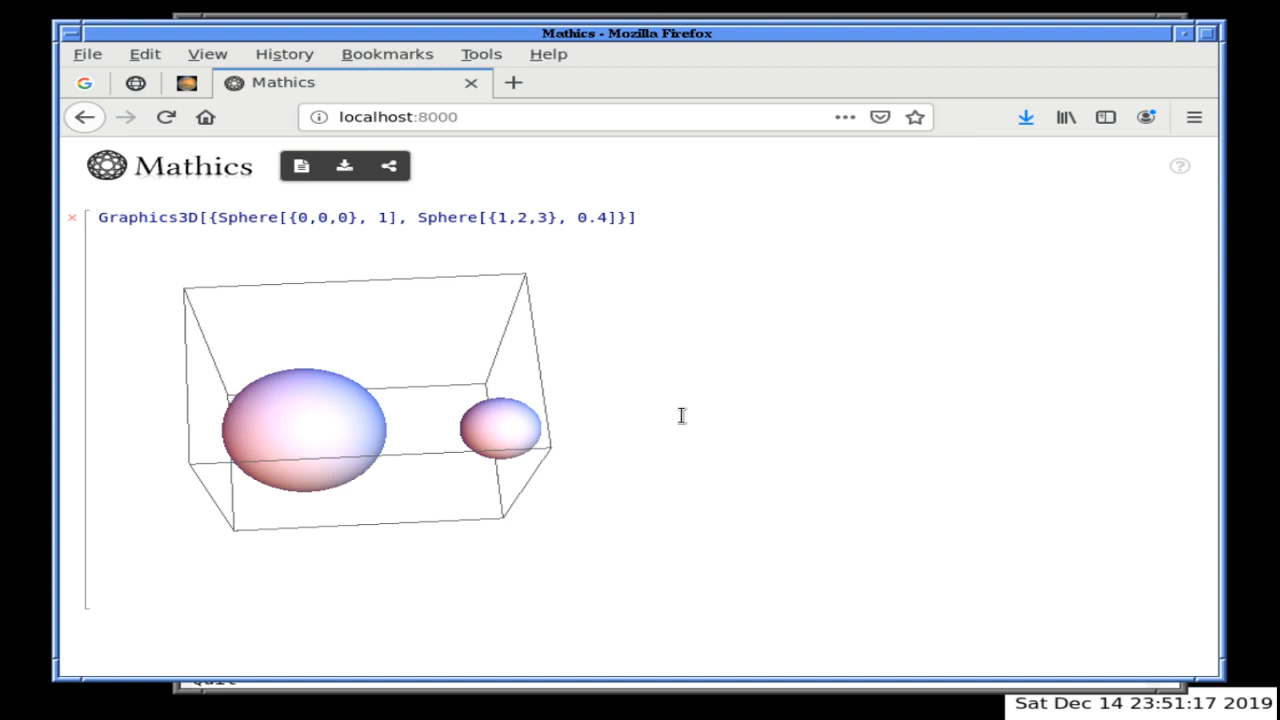 Mathics - Mozilla Firefox
File Edit View History Bookmarks Tools Help
G Mathics
localhost:8000
Mathics ?
Graphics3D[{Sphere[{0,0,0}, 1], Sphere[{1,2,3}, 0.4]}]
Quit
Sat Dec 14 23:51:17 2019